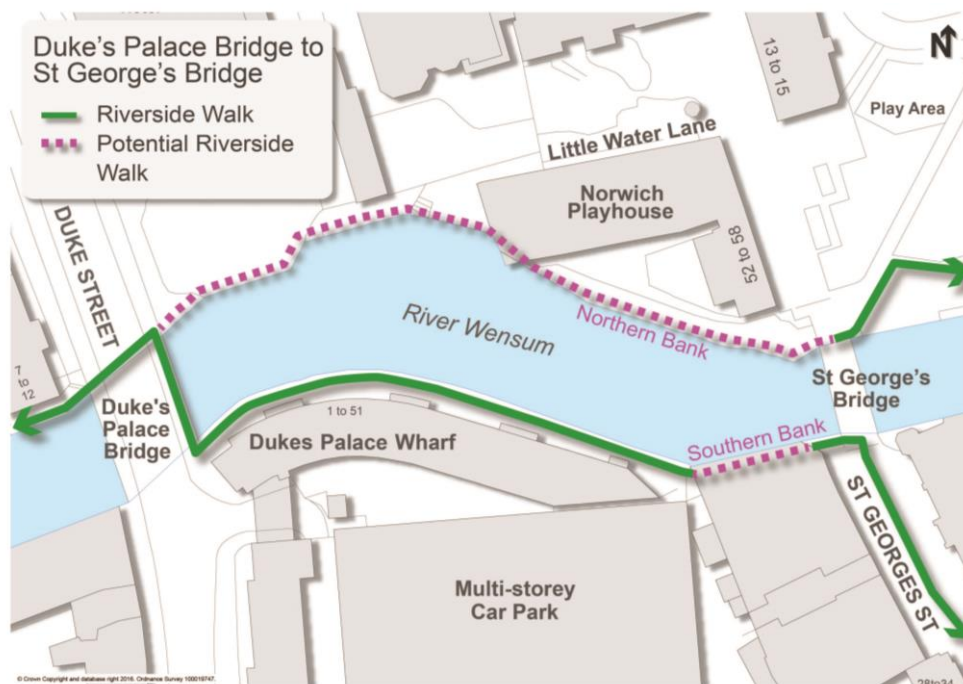 Duke's Palace Bridge to
St George's Bridge
Riverside Walk
Potential Riverside
Walk
N
13 to 15
Play Area
Little Water Lane
Norwich
Playhouse
52 to 58
DUKE STREET
River Wensum
Northern Bank
7
to
12
St George's
Bridge
Duke's
Palace
Bridge
1 to 51
Dukes Palace Wharf
Southern Bank
ST GEORGES ST
Multi-storey
Car Park
28to34
© Crown Copyright and database right 2016. Ordnance Survey 100019747.